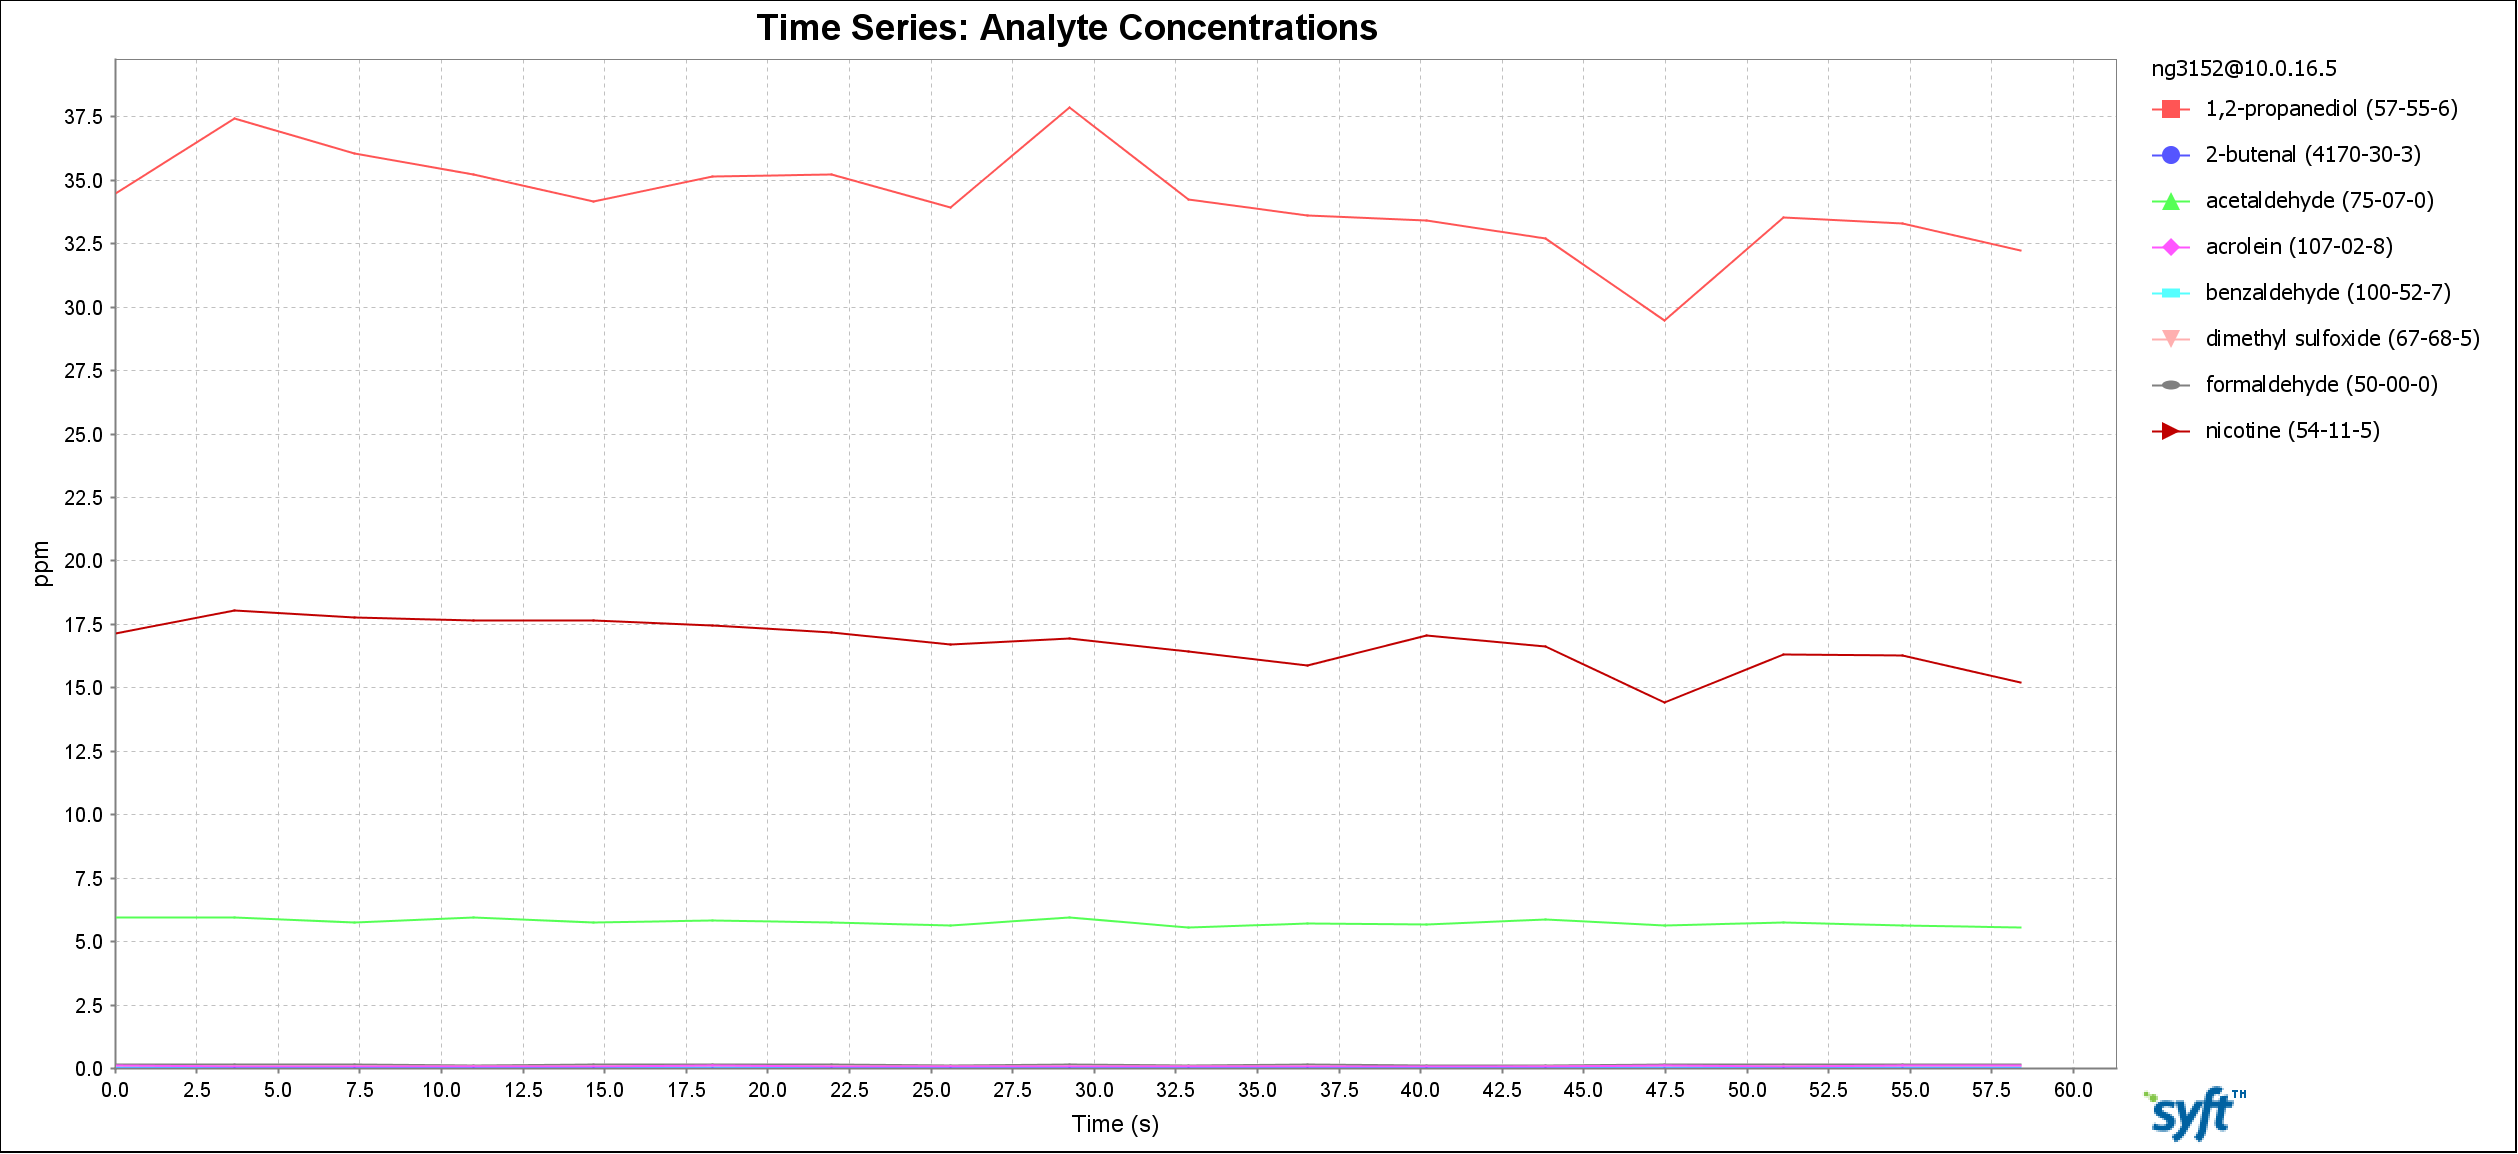 Time Series: Analyte Concentrations
ng3152@10.0.16.5
1,2-propanediol (57-55-6)
2-butenal (4170-30-3)
acetaldehyde (75-07-0)
acrolein (107-02-8)
benzaldehyde (100-52-7)
dimethyl sulfoxide (67-68-5)
formaldehyde (50-00-0)
nicotine (54-11-5)
ppm
37.5
35.0
32.5
30.0
27.5
25.0
22.5
20.0
17.5
15.0
12.5
10.0
7.5
5.0
2.5
0.0
0.0 2.5 5.0 7.5 10.0 12.5 15.0 17.5 20.0 22.5 25.0 27.5 30.0 32.5 35.0 37.5 40.0 42.5 45.0 47.5 50.0 52.5 55.0 57.5 60.0
Time (s)
syft™